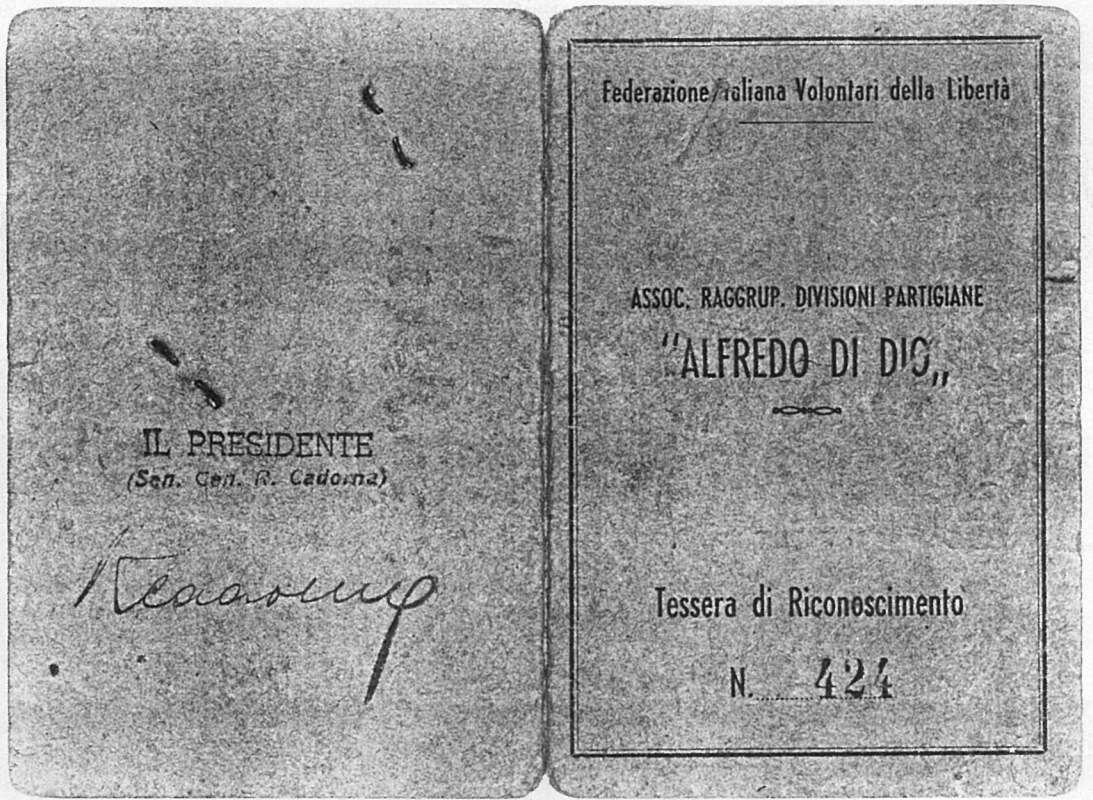 IL PRESIDENTE
(Sen. Gen. R. Cadorna)
RCadorna
Federazione Italiana Volontari della Libertà
ASSOC. RAGGRUP. DIVISIONI PARTIGIANE
"ALFREDO DI DIO„
Tessera di Riconoscimento
N. 424